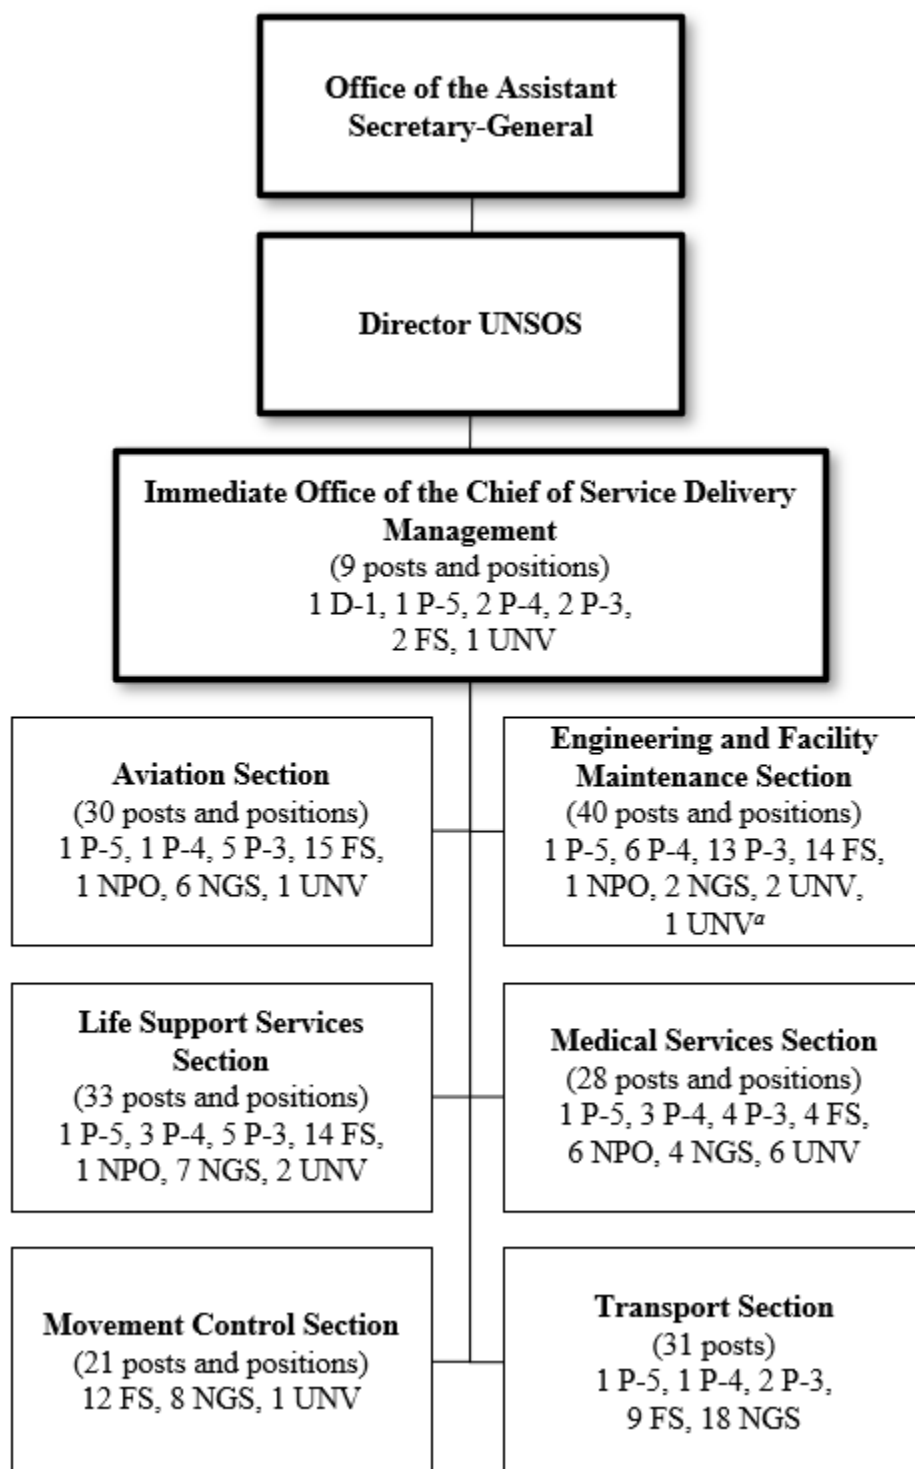 Office of the Assistant
Secretary-General
Director UNSOS
Immediate Office of the Chief of Service Delivery
Management
(9 posts and positions)
1 D-1, 1 P-5, 2 P-4, 2 P-3,
2 FS, 1 UNV
Aviation Section
(30 posts and positions)
1 P-5, 1 P-4, 5 P-3, 15 FS,
1 NPO, 6 NGS, 1 UNV
Engineering and Facility
Maintenance Section
(40 posts and positions)
1 P-5, 6 P-4, 13 P-3, 14 FS,
1 NPO, 2 NGS, 2 UNV,
1 UNVᵃ
Life Support Services
Section
(33 posts and positions)
1 P-5, 3 P-4, 5 P-3, 14 FS,
1 NPO, 7 NGS, 2 UNV
Medical Services Section
(28 posts and positions)
1 P-5, 3 P-4, 4 P-3, 4 FS,
6 NPO, 4 NGS, 6 UNV
Movement Control Section
(21 posts and positions)
12 FS, 8 NGS, 1 UNV
Transport Section
(31 posts)
1 P-5, 1 P-4, 2 P-3,
9 FS, 18 NGS